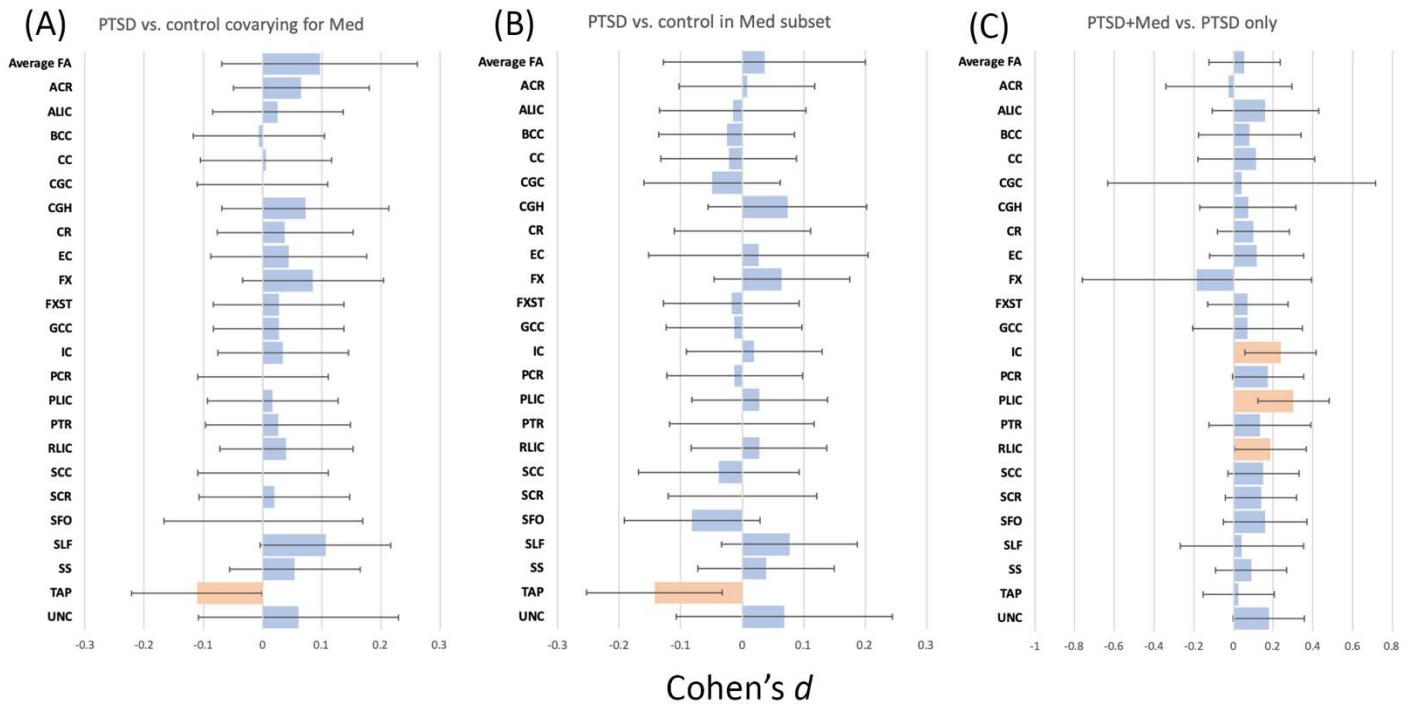 (A) PTSD vs. control covarying for Med
Average FA
ACR
ALIC
BCC
CC
CGC
CGH
CR
EC
FX
FXST
GCC
IC
PCR
PLIC
PTR
RLIC
SCC
SCR
SFO
SLF
SS
TAP
UNC
-0.3 -0.2 -0.1 0 0.1 0.2 0.3
(B) PTSD vs. control in Med subset
Average FA
ACR
ALIC
BCC
CC
CGC
CGH
CR
EC
FX
FXST
GCC
IC
PCR
PLIC
PTR
RLIC
SCC
SCR
SFO
SLF
SS
TAP
UNC
-0.3 -0.2 -0.1 0 0.1 0.2 0.3
(C) PTSD+Med vs. PTSD only
Average FA
ACR
ALIC
BCC
CC
CGC
CGH
CR
EC
FX
FXST
GCC
IC
PCR
PLIC
PTR
RLIC
SCC
SCR
SFO
SLF
SS
TAP
UNC
-1 -0.8 -0.6 -0.4 -0.2 0 0.2 0.4 0.6 0.8
Cohen's d